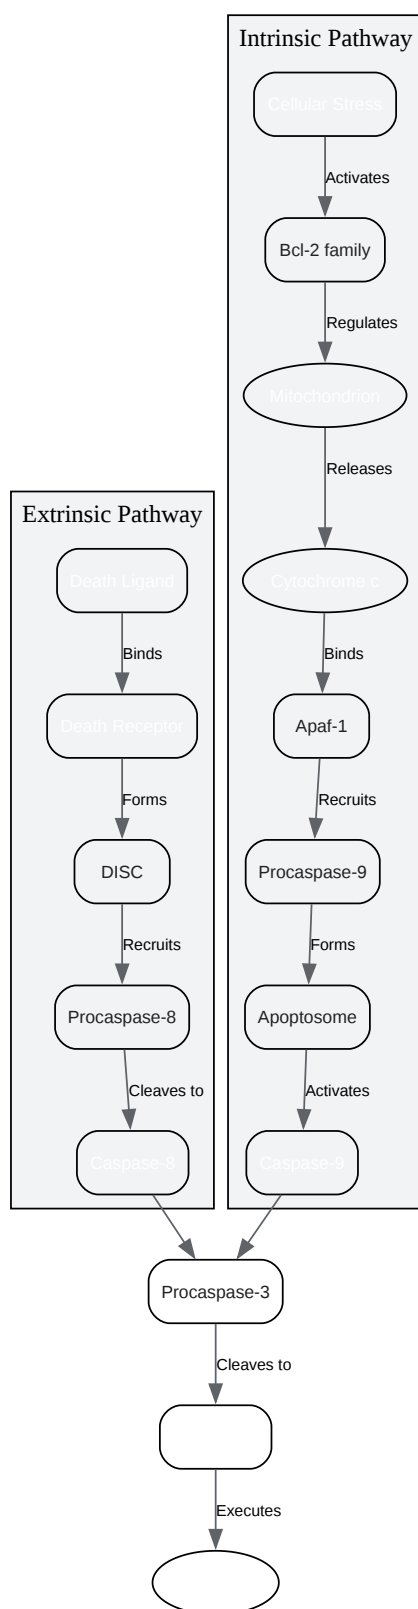 Intrinsic Pathway
Cellular Stress
Activates
Bcl-2 family
Regulates
Mitochondrion
Releases
Cytochrome c
Binds
Apaf-1
Recruits
Procaspase-9
Forms
Apoptosome
Activates
Caspase-9
Extrinsic Pathway
Death Ligand
Binds
Death Receptor
Forms
DISC
Recruits
Procaspase-8
Cleaves to
Caspase-8
Procaspase-3
Cleaves to
Executes